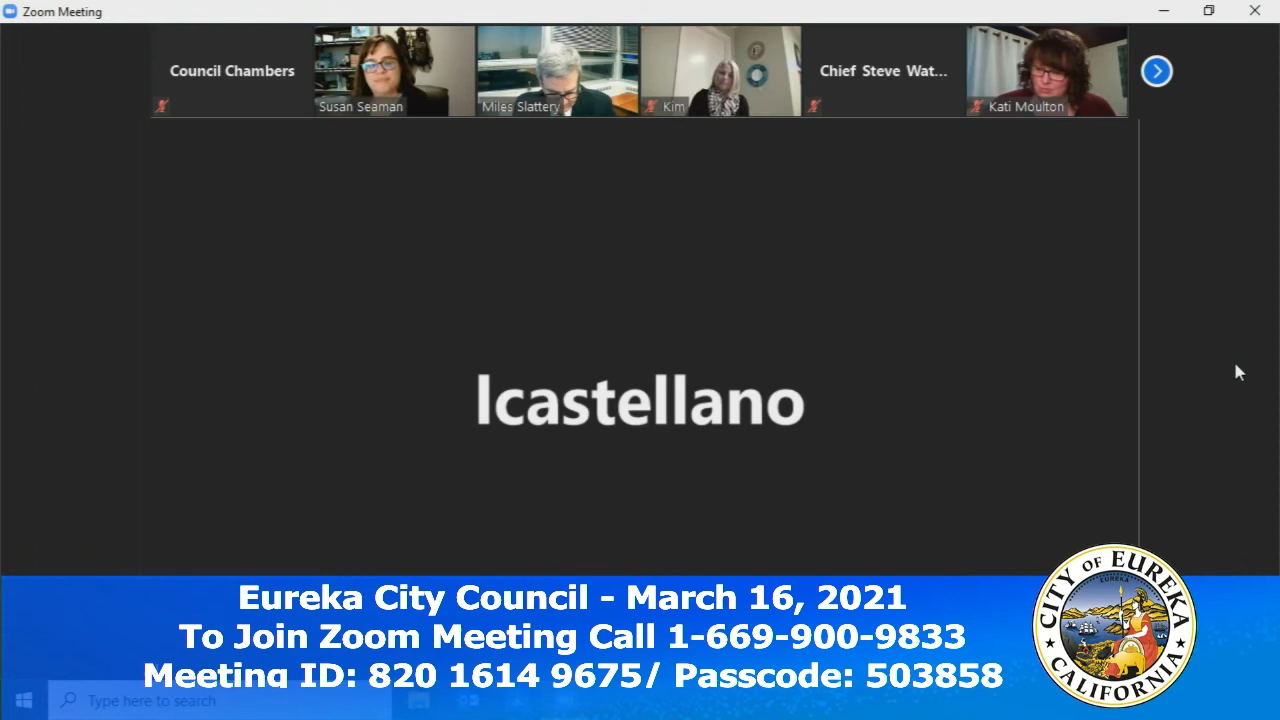 Zoom Meeting
Council Chambers
Susan Seaman
Miles Slattery
Kim
Chief Steve Wat...
Kati Moulton
lcastellano
Eureka City Council - March 16, 2021
To Join Zoom Meeting Call 1-669-900-9833
Meeting ID: 820 1614 9675/ Passcode: 503858
CITY OF EUREKA
EUREKA
CALIFORNIA
Type here to search